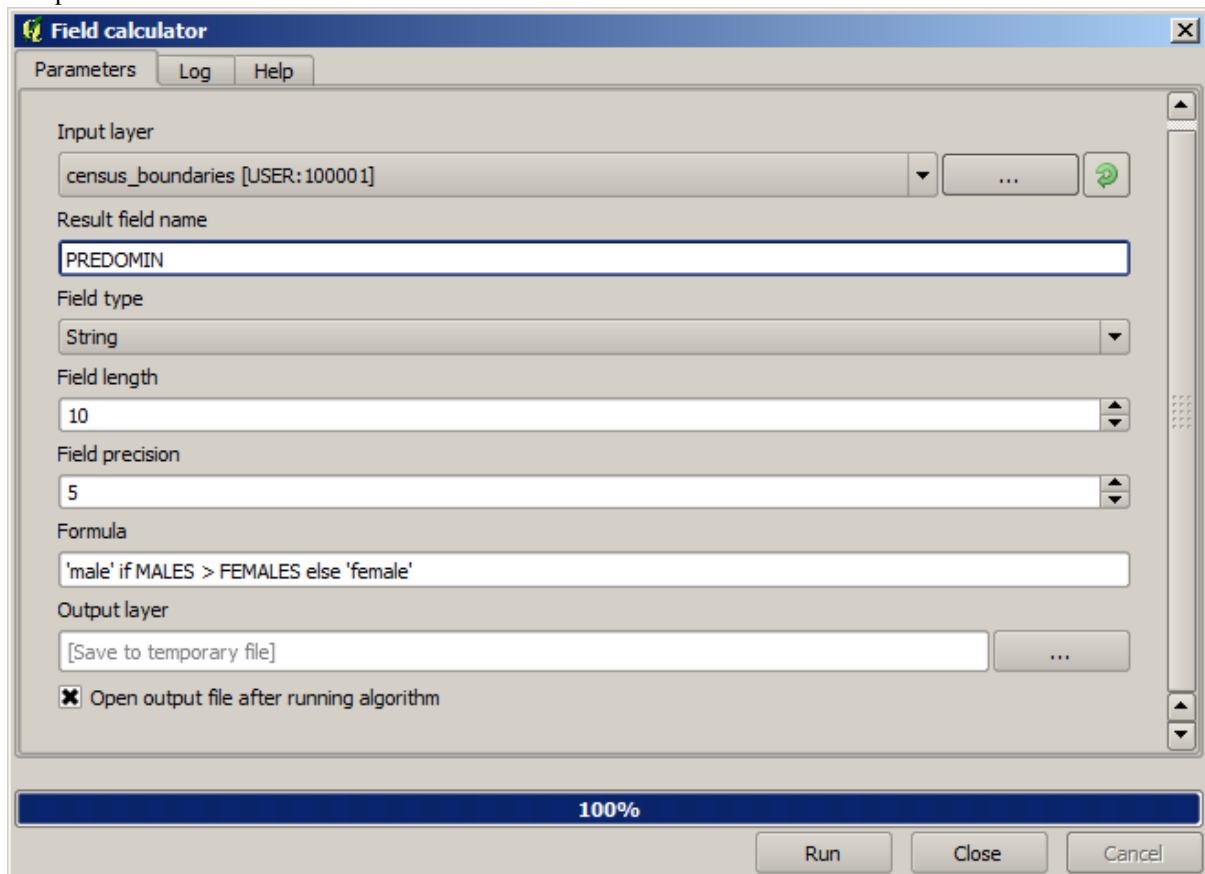 Field calculator
Parameters Log Help
Input layer
census_boundaries [USER:100001] ...
Result field name
PREDOMIN
Field type
String
Field length
10
Field precision
5
Formula
'male' if MALES > FEMALES else 'female'
Output layer
[Save to temporary file] ...
Open output file after running algorithm
100%
Run Close Cancel